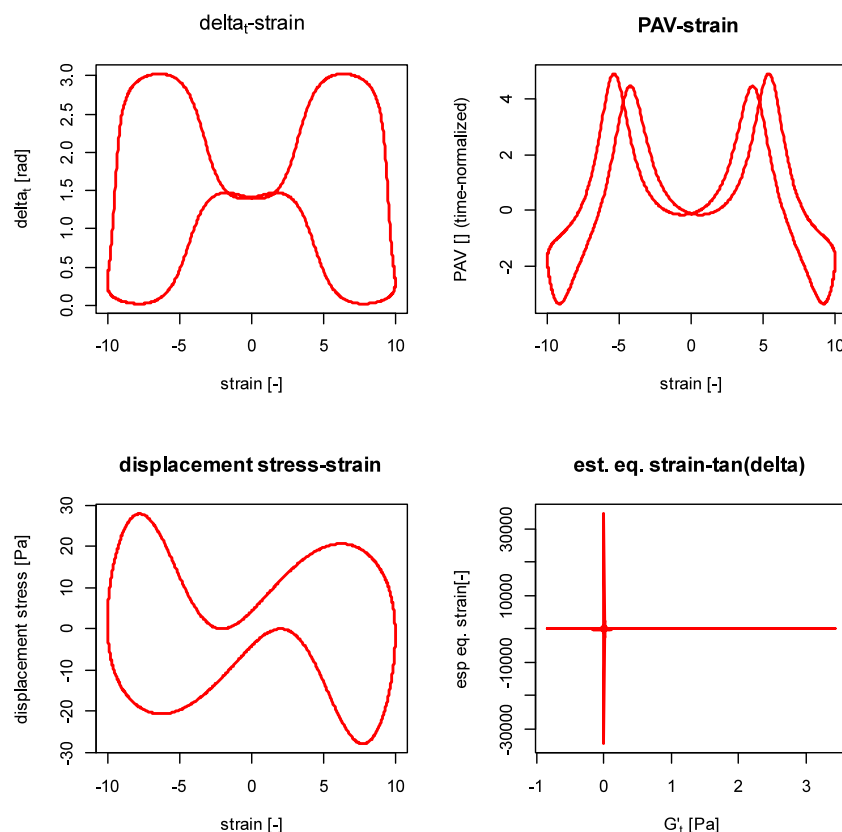 deltaₜ-strain
deltaₜ [rad]
0.0 0.5 1.0 1.5 2.0 2.5 3.0
-10 -5 0 5 10
strain [-]
PAV-strain
PAV [] (time-normalized)
-2 0 2 4
-10 -5 0 5 10
strain [-]
displacement stress-strain
displacement stress [Pa]
-30 -20 -10 0 10 20 30
-10 -5 0 5 10
strain [-]
est. eq. strain-tan(delta)
esp eq. strain[-]
-30000 -10000 10000 30000
-1 0 1 2 3
G'ₜ [Pa]